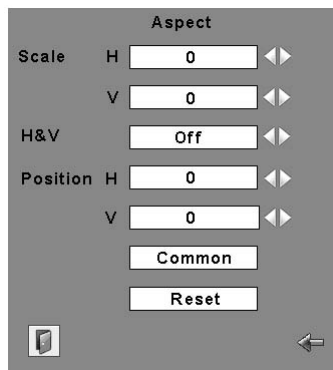 Aspect
Scale H 0
V 0
H&V Off
Position H 0
V 0
Common
Reset